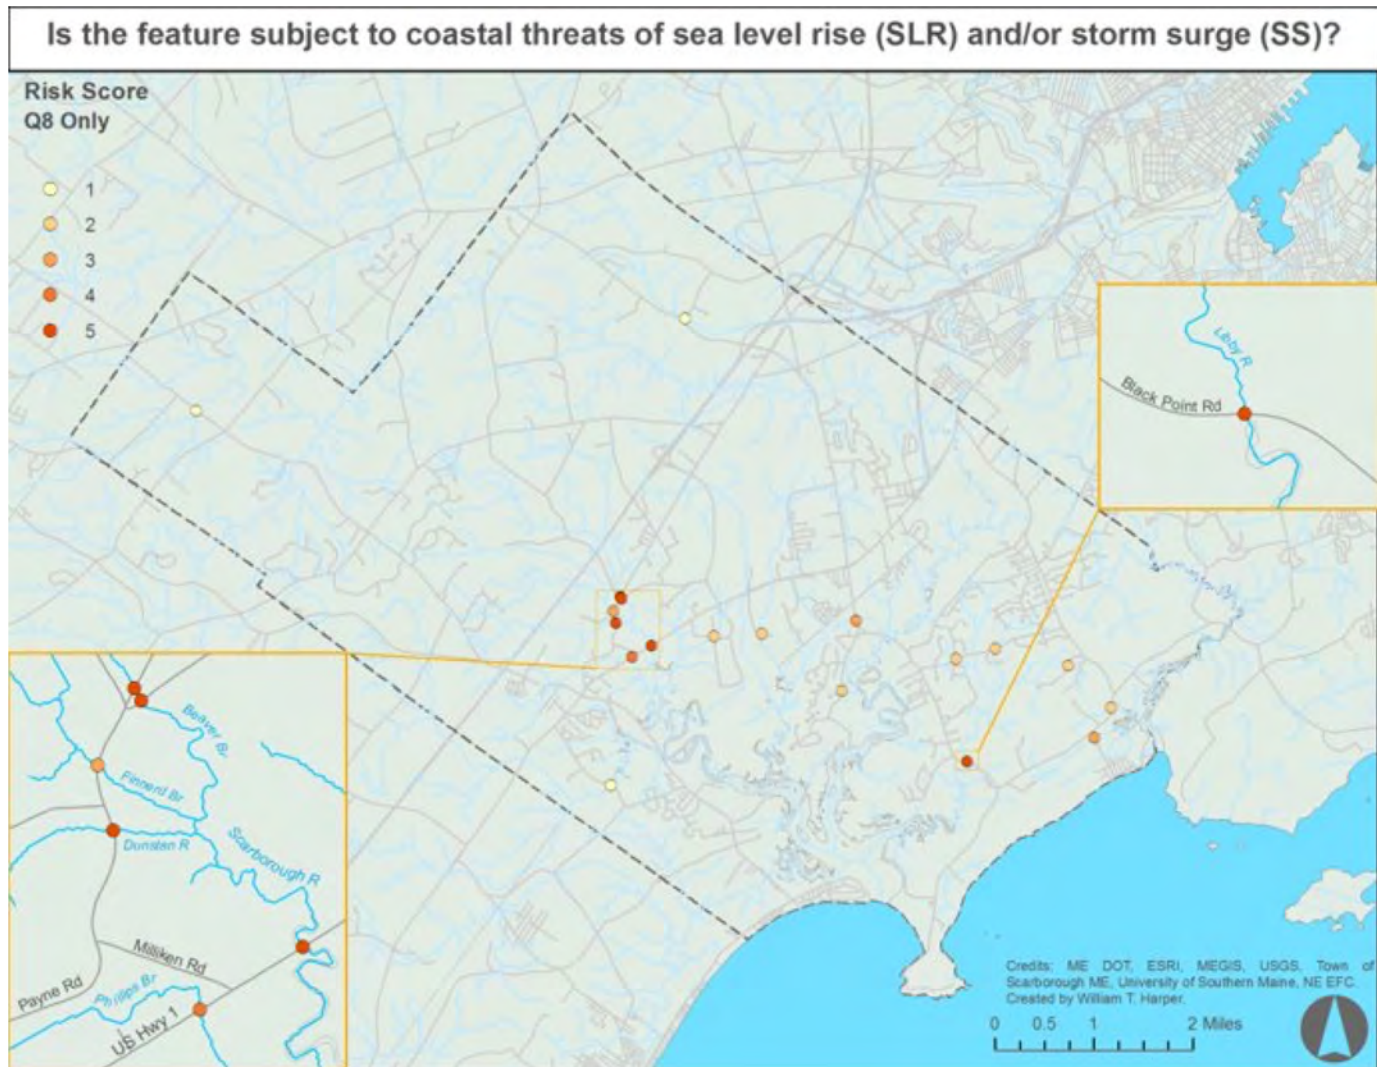 Is the feature subject to coastal threats of sea level rise (SLR) and/or storm surge (SS)?
Risk Score
Q8 Only
1
2
3
4
5
Libby R
Black Point Rd
Beaver Br
Finnerd Br
Dunstan R
Scarborough R
Milliken Rd
Payne Rd
Phillips Br
US Hwy 1
Credits: ME DOT, ESRI, MEGIS, USGS, Town of
Scarborough ME, University of Southern Maine, NE EFC.
Created by William T. Harper.
0 0.5 1 2 Miles